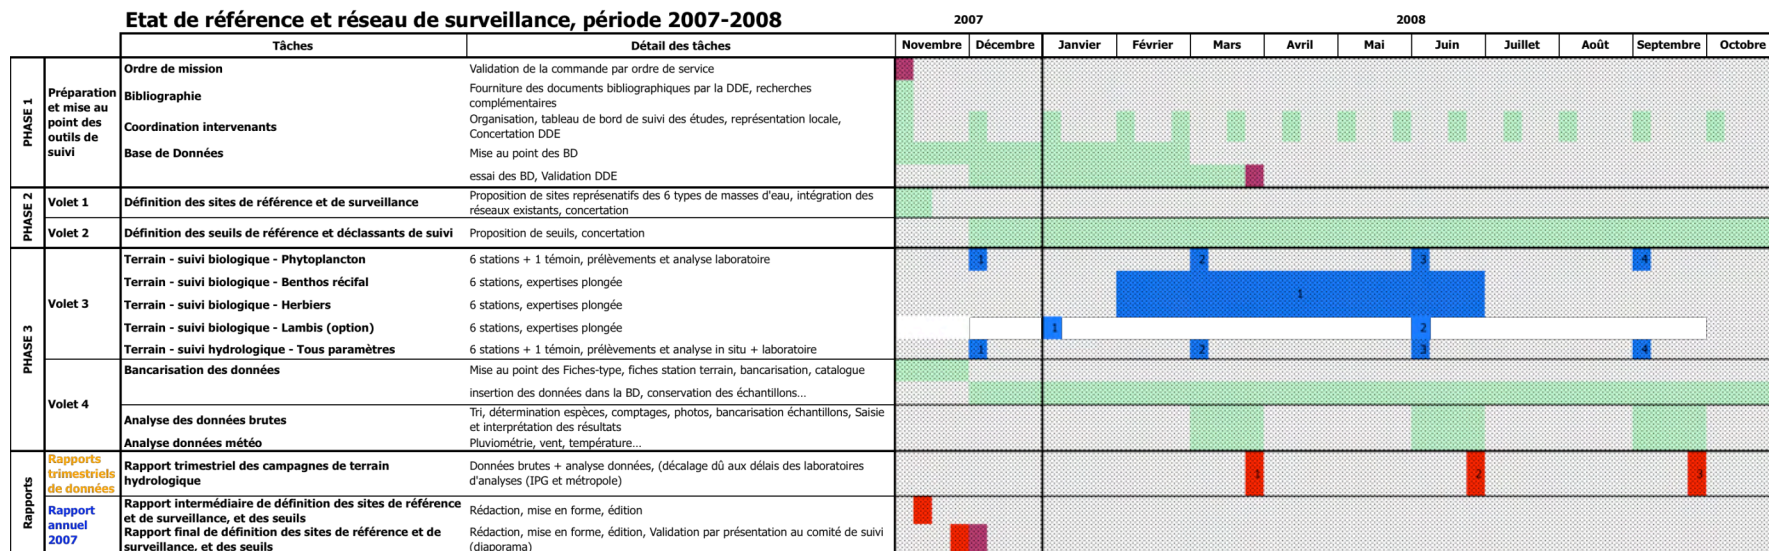 Etat de référence et réseau de surveillance, période 2007-2008
2007
2008
Tâches
Détail des tâches
Novembre
Décembre
Janvier
Février
Mars
Avril
Mai
Juin
Juillet
Août
Septembre
Octobre
PHASE 1
Préparation
et mise au
point des
outils de
suivi
Ordre de mission
Validation de la commande par ordre de service
Bibliographie
Fourniture des documents bibliographiques par la DDE, recherches
complémentaires
Coordination intervenants
Organisation, tableau de bord de suivi des études, représentation locale,
Concertation DDE
Base de Données
Mise au point des BD
essai des BD, Validation DDE
PHASE 2
Volet 1
Définition des sites de référence et de surveillance
Proposition de sites représenatifs des 6 types de masses d'eau, intégration des
réseaux existants, concertation
Volet 2
Définition des seuils de référence et déclassants de suivi
Proposition de seuils, concertation
PHASE 3
Volet 3
Terrain - suivi biologique - Phytoplancton
6 stations + 1 témoin, prélèvements et analyse laboratoire
1
2
3
4
Terrain - suivi biologique - Benthos récifal
6 stations, expertises plongée
1
Terrain - suivi biologique - Herbiers
6 stations, expertises plongée
Terrain - suivi biologique - Lambis (option)
6 stations, expertises plongée
1
2
Terrain - suivi hydrologique - Tous paramètres
6 stations + 1 témoin, prélèvements et analyse in situ + laboratoire
1
2
3
4
Volet 4
Bancarisation des données
Mise au point des Fiches-type, fiches station terrain, bancarisation, catalogue
insertion des données dans la BD, conservation des échantillons...
Analyse des données brutes
Tri, détermination espèces, comptages, photos, bancarisation échantillons, Saisie
et interprétation des résultats
Analyse données météo
Pluviométrie, vent, température...
Rapports
Rapports
trimestriels
de données
Rapport trimestriel des campagnes de terrain
hydrologique
Données brutes + analyse données, (décalage dû aux délais des laboratoires
d'analyses (IPG et métropole)
1
2
3
Rapport
annuel
2007
Rapport intermédiaire de définition des sites de référence
et de surveillance, et des seuils
Rédaction, mise en forme, édition
Rapport final de définition des sites de référence et de
surveillance, et des seuils
Rédaction, mise en forme, édition, Validation par présentation au comité de suivi
(diaporama)